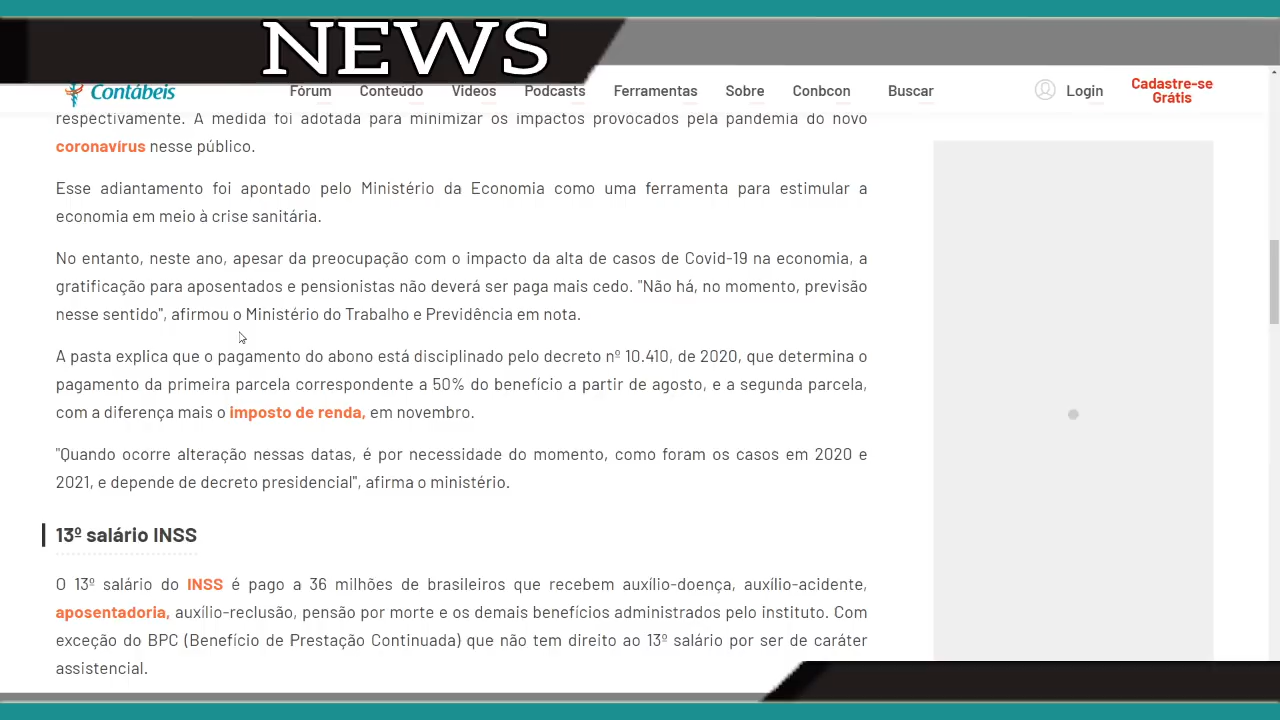 NEWS
Contábeis
Fórum Conteúdo Videos Podcasts Ferramentas Sobre Conbcon Buscar Login Cadastre-se Grátis
respectivamente. A medida foi adotada para minimizar os impactos provocados pela pandemia do novo
coronavírus nesse público.
Esse adiantamento foi apontado pelo Ministério da Economia como uma ferramenta para estimular a
economia em meio à crise sanitária.
No entanto, neste ano, apesar da preocupação com o impacto da alta de casos de Covid-19 na economia, a
gratificação para aposentados e pensionistas não deverá ser paga mais cedo. "Não há, no momento, previsão
nesse sentido", afirmou o Ministério do Trabalho e Previdência em nota.
A pasta explica que o pagamento do abono está disciplinado pelo decreto nº 10.410, de 2020, que determina o
pagamento da primeira parcela correspondente a 50% do benefício a partir de agosto, e a segunda parcela,
com a diferença mais o imposto de renda, em novembro.
"Quando ocorre alteração nessas datas, é por necessidade do momento, como foram os casos em 2020 e
2021, e depende de decreto presidencial", afirma o ministério.
13º salário INSS
O 13º salário do INSS é pago a 36 milhões de brasileiros que recebem auxílio-doença, auxílio-acidente,
aposentadoria, auxílio-reclusão, pensão por morte e os demais benefícios administrados pelo instituto. Com
exceção do BPC (Benefício de Prestação Continuada) que não tem direito ao 13º salário por ser de caráter
assistencial.